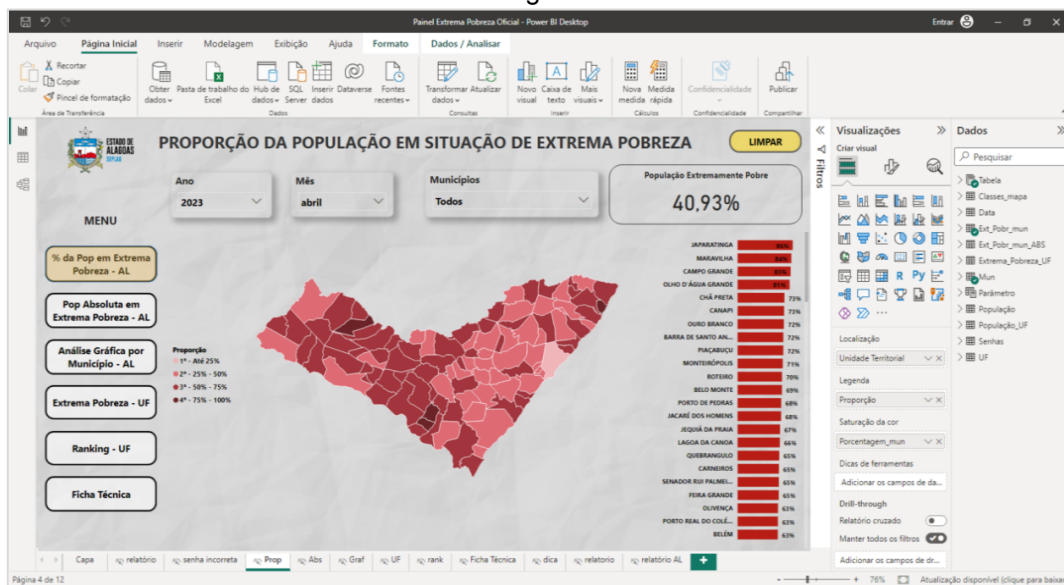 Painel Extrema Pobreza Oficial - Power BI Desktop
Entrar
Arquivo
Página Inicial
Inserir
Modelagem
Exibição
Ajuda
Formato
Dados / Analisar
Colar
Recortar
Copiar
Pincel de formatação
Área de Transferência
Obter dados
Pasta de trabalho do Excel
Hub de dados
SQL Server
Inserir dados
Dataverse
Fontes recentes
Dados
Transformar dados
Atualizar
Consultas
Novo visual
Caixa de texto
Mais visuais
Inserir
Nova medida
Medida rápida
Cálculos
Confidencialidade
Confidencialidade
Publicar
Compartilhar
ESTADO DE
ALAGOAS
SEPLAG
PROPORÇÃO DA POPULAÇÃO EM SITUAÇÃO DE EXTREMA POBREZA
LIMPAR
Ano
2023
Mês
abril
Municípios
Todos
População Extremamente Pobre
40,93%
MENU
% da Pop em Extrema
Pobreza - AL
Pop Absoluta em
Extrema Pobreza - AL
Análise Gráfica por
Município - AL
Extrema Pobreza - UF
Ranking - UF
Ficha Técnica
Proporção
1º - Até 25%
2º - 25% - 50%
3º - 50% - 75%
4º - 75% - 100%
JAPARATINGA
MARAVILHA
CAMPO GRANDE
OLHO D'ÁGUA GRANDE 81%
CHÃ PRETA 73%
CANAPI 73%
OURO BRANCO 72%
BARRA DE SANTO AN... 72%
PIAÇABUÇU 72%
MONTEIRÓPOLIS 71%
ROTEIRO 70%
BELO MONTE 69%
PORTO DE PEDRAS 68%
JACARÉ DOS HOMENS 68%
JEQUIÁ DA PRAIA 67%
LAGOA DA CANOA 66%
QUEBRANGULO 65%
CARNEIROS 65%
SENADOR RUI PALMEI... 65%
FEIRA GRANDE 65%
OLIVENÇA 63%
PORTO REAL DO COLÉ... 63%
BELÉM 63%
Filtros
Visualizações
Criar visual
R Py
Localização
Unidade Territorial
Legenda
Proporção
Saturação da cor
Porcentagem_mun
Dicas de ferramentas
Adicionar os campos de da...
Drill-through
Relatório cruzado
Manter todos os filtros
Adicionar os campos de dr...
Dados
Pesquisar
Tabela
Classes_mapa
Data
Ext_Pobr_mun
Ext_Pobr_mun_ABS
Extrema_Pobreza_UF
Mun
Parâmetro
População
População_UF
Senhas
UF
Capa
relatório
senha incorreta
Prop
Abs
Graf
UF
rank
Ficha Técnica
dica
relatorio
relatório AL
Página 4 de 12
76%
Atualização disponível (clique para baixa